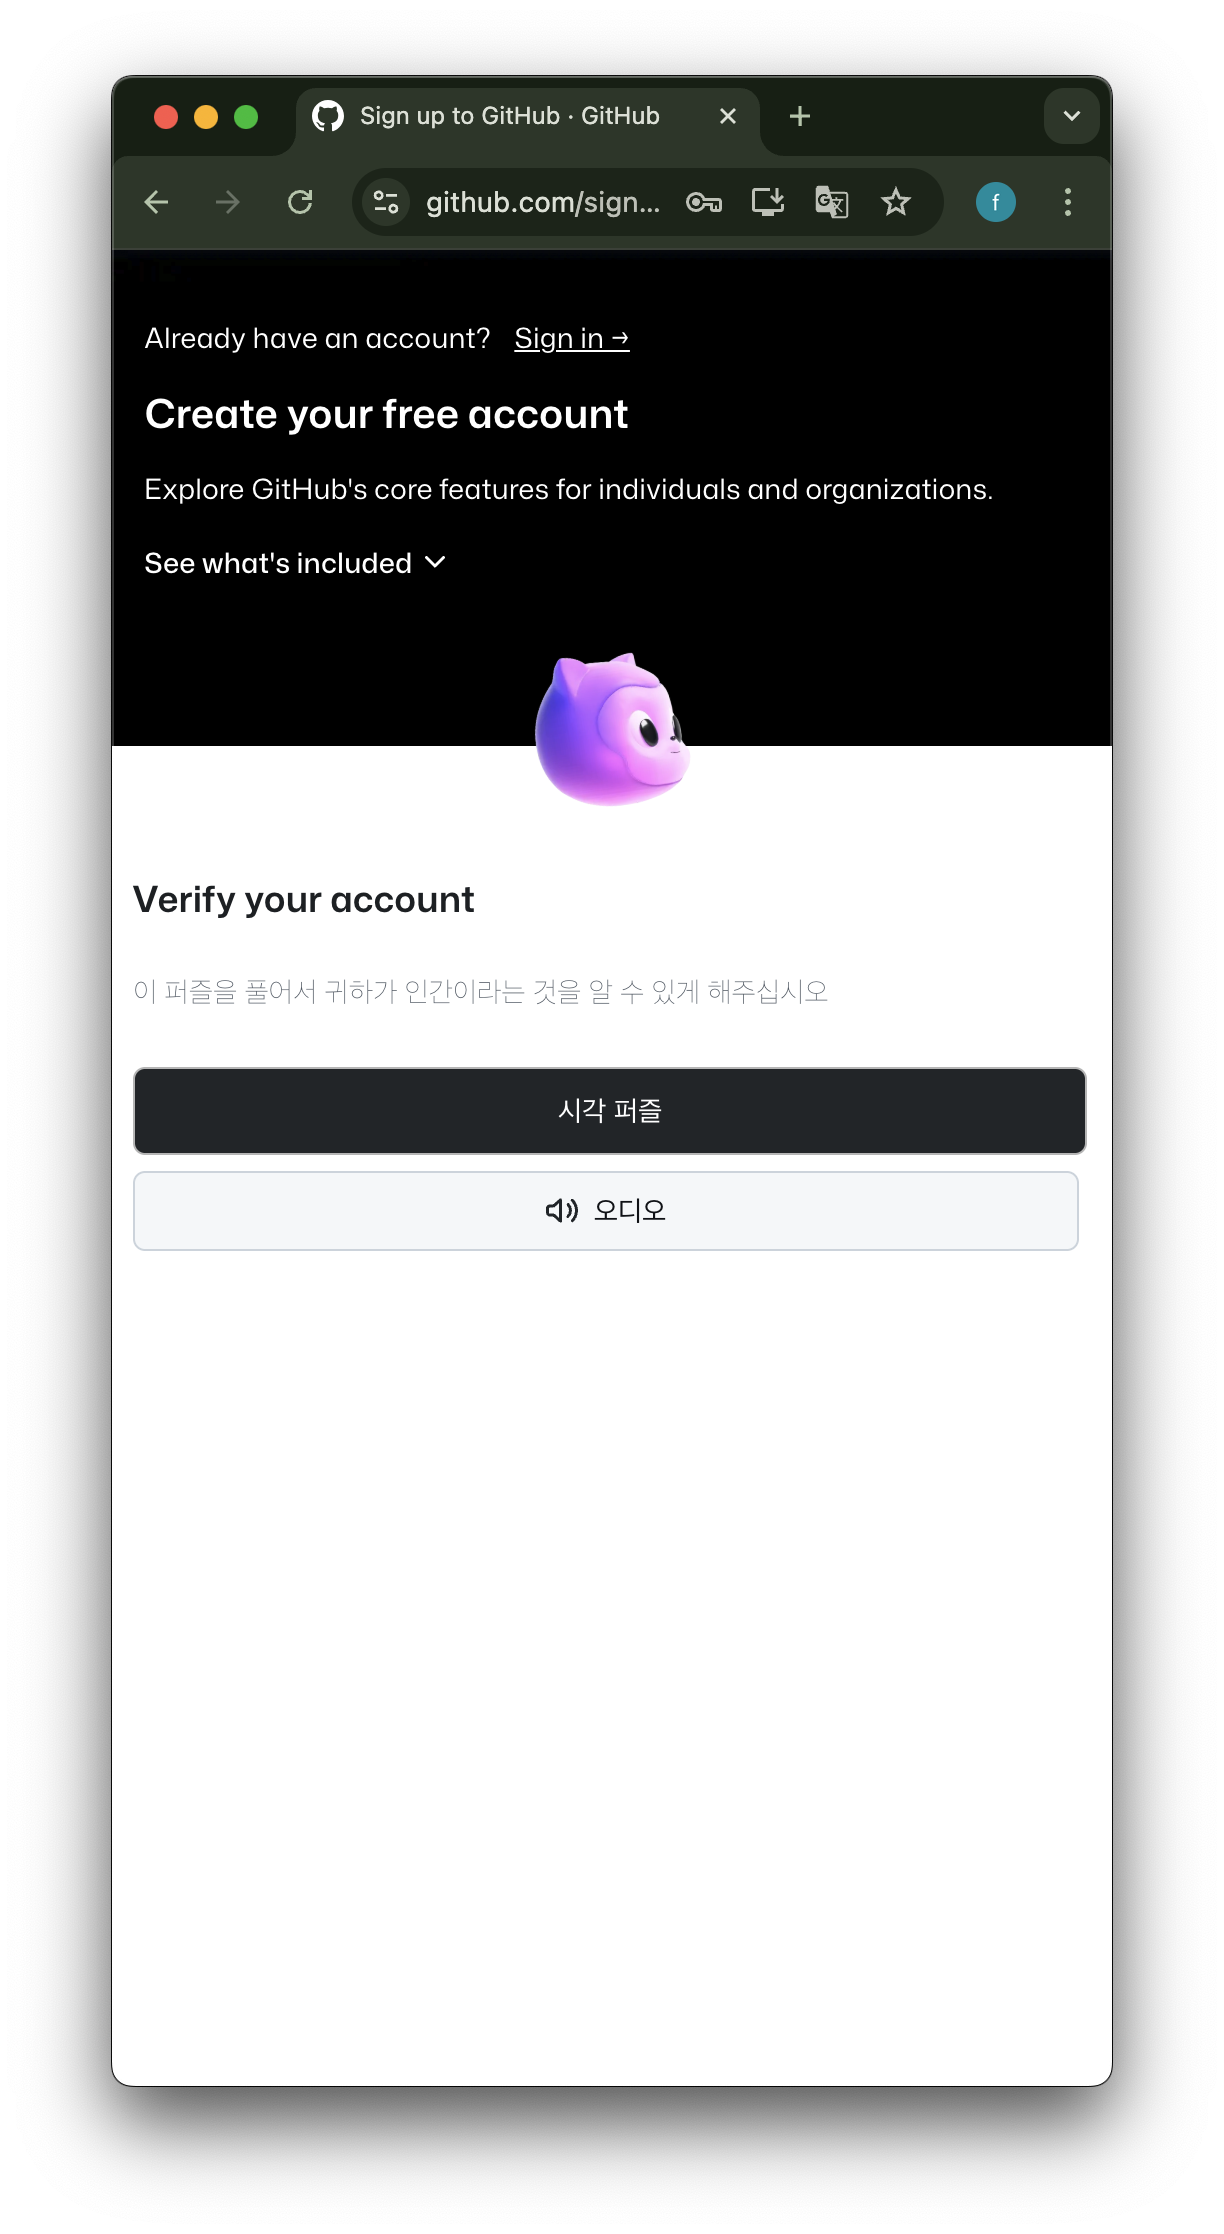 Sign up to GitHub · GitHub
github.com/sign...
f
Already have an account? Sign in →
Create your free account
Explore GitHub's core features for individuals and organizations.
See what's included
Verify your account
이 퍼즐을 풀어서 귀하가 인간이라는 것을 알 수 있게 해주십시오
시각 퍼즐
오디오